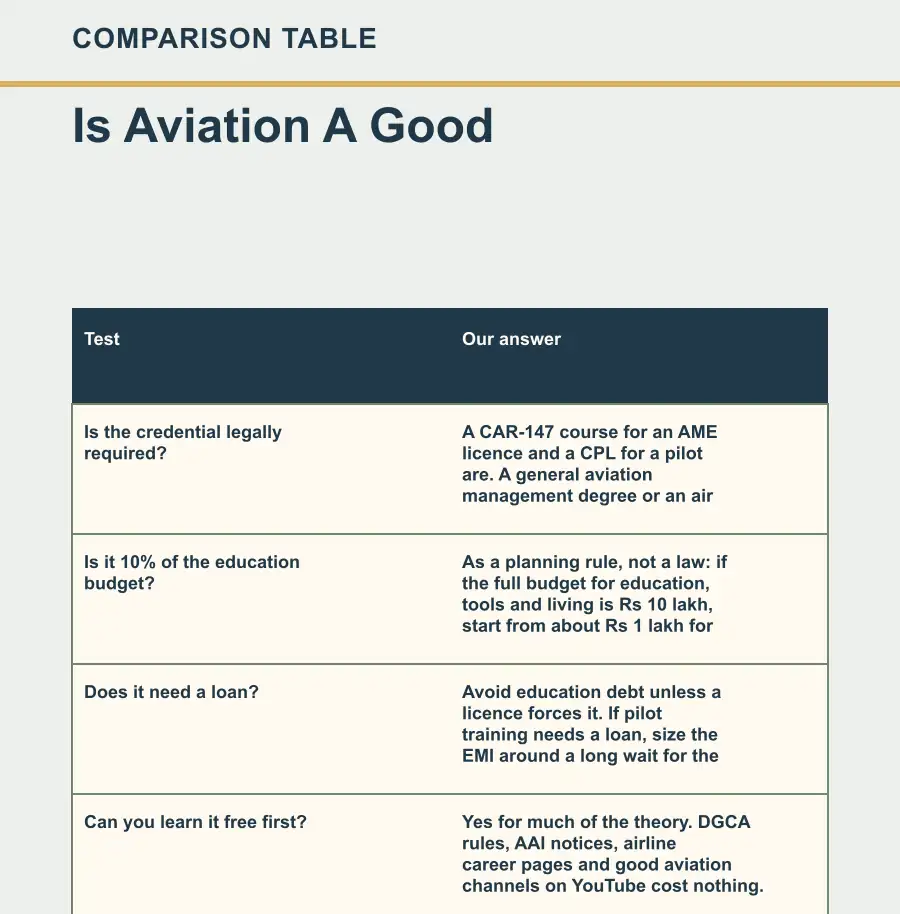 COMPARISON TABLE
Is Aviation A Good
Test
Our answer
Is the credential legally
required?
A CAR-147 course for an AME
licence and a CPL for a pilot
are. A general aviation
management degree or an air
Is it 10% of the education
budget?
As a planning rule, not a law: if
the full budget for education,
tools and living is Rs 10 lakh,
start from about Rs 1 lakh for
Does it need a loan?
Avoid education debt unless a
licence forces it. If pilot
training needs a loan, size the
EMI around a long wait for the
Can you learn it free first?
Yes for much of the theory. DGCA
rules, AAI notices, airline
career pages and good aviation
channels on YouTube cost nothing.